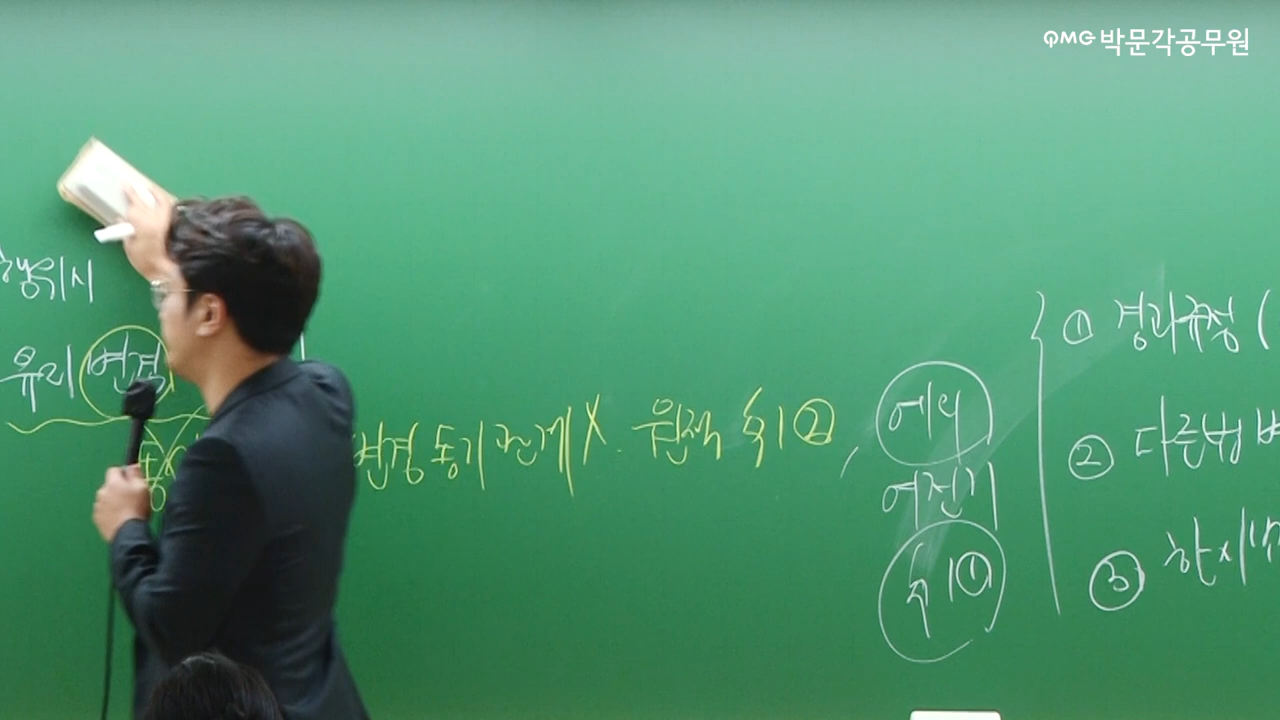 PMG 박문각공무원
행위시
유리 변경
변경 동기 관계 X. 원칙 §1②,
예외
여전히
§1①
① 경과규정 (
② 다른법
③ 한시법